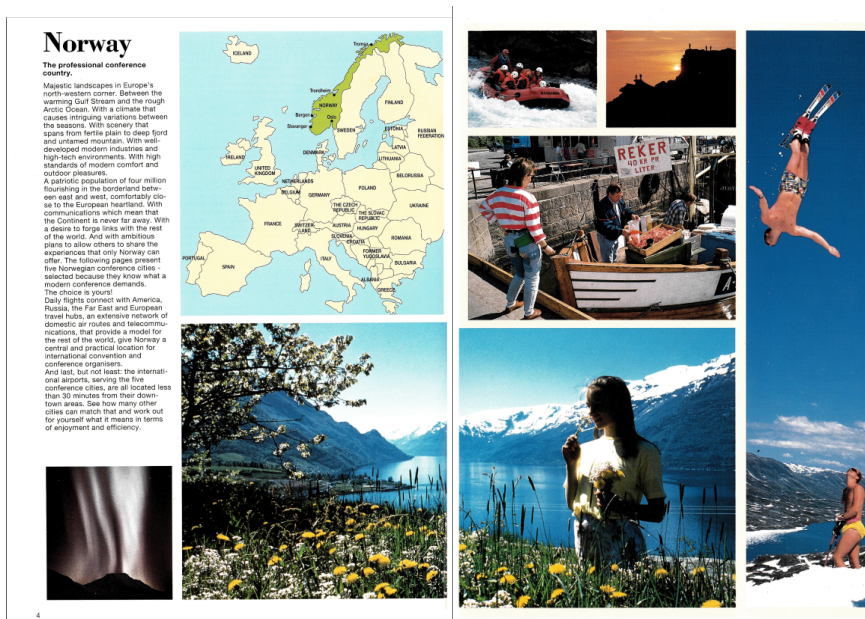 Norway
The professional conference
country.
Majestic landscapes in Europe's
north-western corner. Between the
warming Gulf Stream and the rough
Arctic Ocean. With a climate that
causes intriguing variations between
the seasons. With scenery that
spans from fertile plain to deep fjord
and untamed mountain. With well-
developed modern industries and
high-tech environments. With high
standards of modern comfort and
outdoor pleasures.
A patriotic population of four million
flourishing in the borderland betw-
een east and west, comfortably clo-
se to the European heartland. With
communications which mean that
the Continent is never far away. With
a desire to forge links with the rest
of the world. And with ambitious
plans to allow others to share the
experiences that only Norway can
offer. The following pages present
five Norwegian conference cities -
selected because they know what a
modern conference demands.
The choice is yours!
Daily flights connect with America,
Russia, the Far East and European
travel hubs, an extensive network of
domestic air routes and telecommu-
nications, that provide a model for
the rest of the world, give Norway a
central and practical location for
international convention and
conference organisers.
And last, but not least: the internati-
onal airports, serving the five
conference cities, are all located less
than 30 minutes from their down-
town areas. See how many other
cities can match that and work out
for yourself what it means in terms
of enjoyment and efficiency.
4
ICELAND
Tromsø
Trondheim
NORWAY
Bergen
Oslo
Stavanger
FINLAND
SWEDEN
ESTONIA
RUSSIAN
FEDERATION
LATVIA
LITHUANIA
DENMARK
IRELAND
UNITED
KINGDOM
BELORUSSIA
NETHERLANDS
BELGIUM
GERMANY
POLAND
UKRAINE
THE CZECH
REPUBLIC
THE SLOVAC
REPUBLIC
FRANCE
SWITZER-
LAND
AUSTRIA
HUNGARY
SLOVENIA
CROATIA
ROMANIA
FORMER
YUGOSLAVIA
PORTUGAL
SPAIN
ITALY
BULGARIA
ALBANIA
GREECE
REKER
40 KR PR
LITER
A-